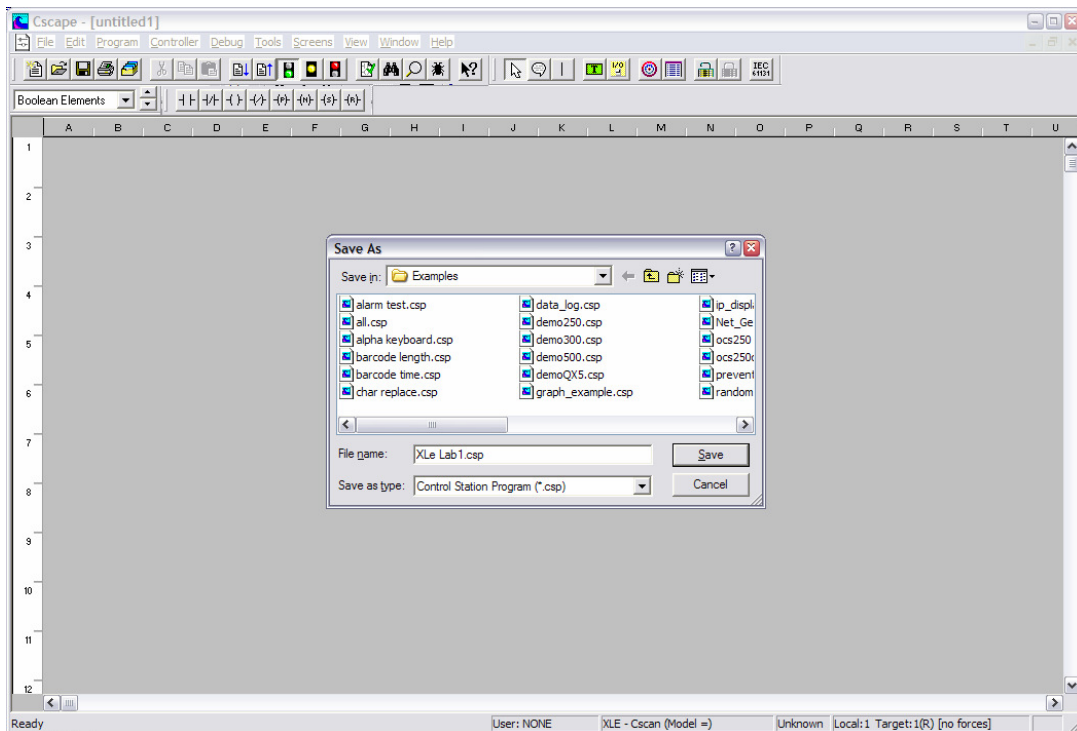 Cscape - [untitled1]
File Edit Program Controller Debug Tools Screens View Window Help
T I/O IEC 61131
Boolean Elements (P) (N) (S) (R)
A B C D E F G H I J K L M N O P Q R S T U
1
2
3
4
5
6
7
8
9
10
11
12
Save As
Save in: Examples
alarm test.csp data_log.csp ip_displ
all.csp demo250.csp Net_Ge
alpha keyboard.csp demo300.csp ocs250
barcode length.csp demo500.csp ocs250
barcode time.csp demoQX5.csp prevent
char replace.csp graph_example.csp random
File name: XLe Lab1.csp Save
Save as type: Control Station Program (*.csp) Cancel
Ready User: NONE XLE - Cscan (Model =) Unknown Local:1 Target:1(R) [no forces]